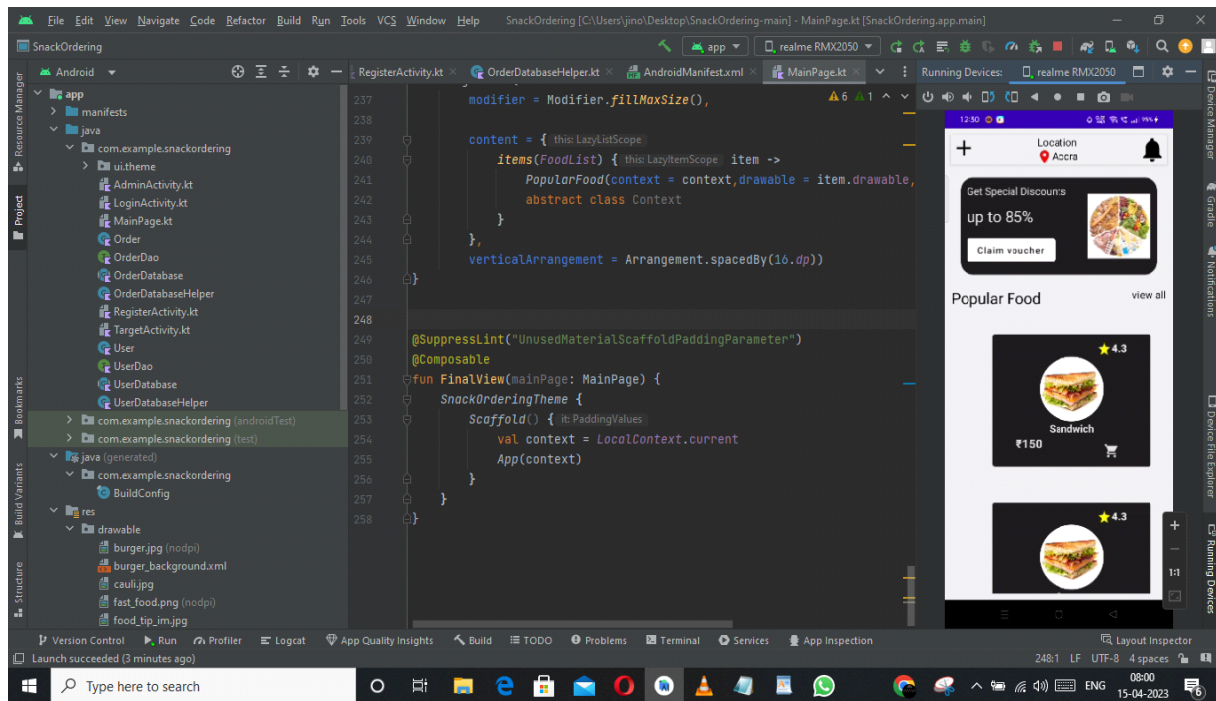 File Edit View Navigate Code Refactor Build Run Tools VCS Window Help SnackOrdering [C:\Users\jino\Desktop\SnackOrdering-main] - MainPage.kt [SnackOrdering.app.main]
SnackOrdering
app
realme RMX2050
Android
RegisterActivity.kt
OrderDatabaseHelper.kt
AndroidManifest.xml
MainPage.kt
Running Devices:
realme RMX2050
Resource Manager
Project
Bookmarks
Build Variants
Structure
app
manifests
java
com.example.snackordering
ui.theme
AdminActivity.kt
LoginActivity.kt
MainPage.kt
Order
OrderDao
OrderDatabase
OrderDatabaseHelper
RegisterActivity.kt
TargetActivity.kt
User
UserDao
UserDatabase
UserDatabaseHelper
com.example.snackordering (androidTest)
com.example.snackordering (test)
java (generated)
com.example.snackordering
BuildConfig
res
drawable
burger.jpg (nodpi)
burger_background.xml
cauli.jpg
fast_food.png (nodpi)
food_tip_im.jpg
6 1
237 modifier = Modifier.fillMaxSize(),
238
239 content = { this: LazyListScope
240 items(FoodList) { this: LazyItemScope item ->
241 PopularFood(context = context,drawable = item.drawable,
242 abstract class Context
243 }
244 },
245 verticalArrangement = Arrangement.spacedBy(16.dp))
246 }
247
248
249 @SuppressLint("UnusedMaterialScaffoldPaddingParameter")
250 @Composable
251 fun FinalView(mainPage: MainPage) {
252 SnackOrderingTheme {
253 Scaffold() { it: PaddingValues
254 val context = LocalContext.current
255 App(context)
256 }
257 }
258 }
12:30
95%
Location
Accra
Get Special Discounts
up to 85%
Claim voucher
Popular Food
view all
4.3
Sandwich
₹150
4.3
1:1
Device Manager
Gradle
Notifications
Device File Explorer
Running Devices
Version Control Run Profiler Logcat App Quality Insights Build TODO Problems Terminal Services App Inspection Layout Inspector
Launch succeeded (3 minutes ago)
248:1 LF UTF-8 4 spaces
Type here to search
ENG
08:00
15-04-2023
6